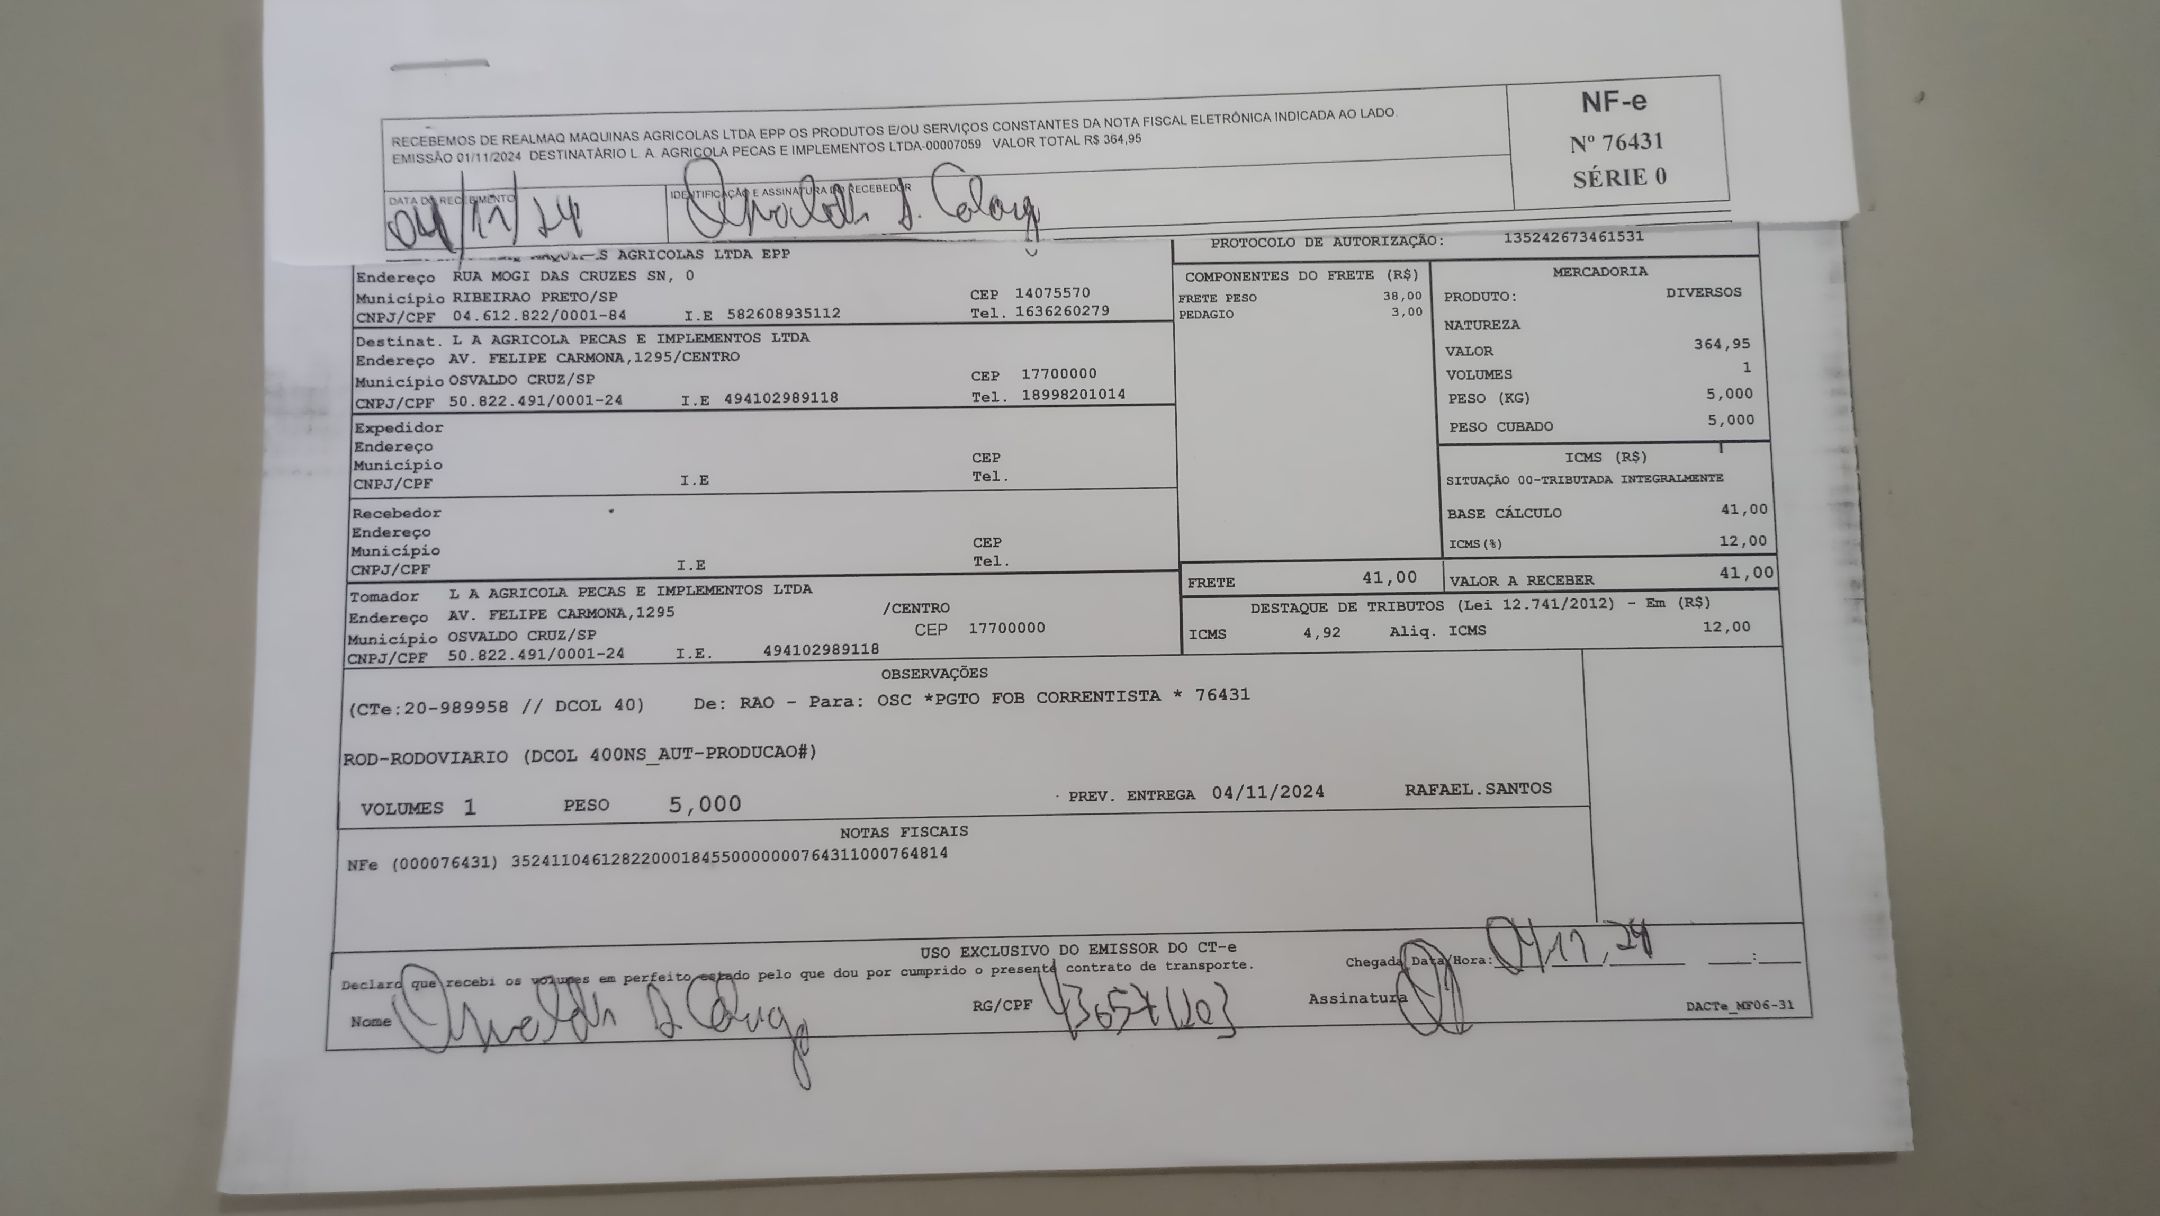 RECEBEMOS DE REALMAQ MAQUINAS AGRICOLAS LTDA EPP OS PRODUTOS E/OU SERVIÇOS CONSTANTES DA NOTA FISCAL ELETRÔNICA INDICADA AO LADO.
EMISSÃO 01/11/2024 DESTINATÁRIO L. A. AGRICOLA PECAS E IMPLEMENTOS LTDA-00007059 VALOR TOTAL R$ 364,95
NF-e
Nº 76431
SÉRIE 0
DATA DO RECEBIMENTO
IDENTIFICAÇÃO E ASSINATURA DO RECEBEDOR
04/11/24
S AGRICOLAS LTDA EPP
Endereço RUA MOGI DAS CRUZES SN, 0
Município RIBEIRAO PRETO/SP CEP 14075570
CNPJ/CPF 04.612.822/0001-84 I.E 582608935112 Tel. 1636260279
Destinat. L A AGRICOLA PECAS E IMPLEMENTOS LTDA
Endereço AV. FELIPE CARMONA,1295/CENTRO
Município OSVALDO CRUZ/SP CEP 17700000
CNPJ/CPF 50.822.491/0001-24 I.E 494102989118 Tel. 18998201014
Expedidor
Endereço
Município CEP
CNPJ/CPF I.E Tel.
Recebedor
Endereço
Município CEP
CNPJ/CPF I.E Tel.
Tomador L A AGRICOLA PECAS E IMPLEMENTOS LTDA
Endereço AV. FELIPE CARMONA,1295 /CENTRO
Município OSVALDO CRUZ/SP CEP 17700000
CNPJ/CPF 50.822.491/0001-24 I.E. 494102989118
PROTOCOLO DE AUTORIZAÇÃO: 135242673461531
COMPONENTES DO FRETE (R$)
FRETE PESO 38,00
PEDAGIO 3,00
MERCADORIA
PRODUTO: DIVERSOS
NATUREZA
VALOR 364,95
VOLUMES 1
PESO (KG) 5,000
PESO CUBADO 5,000
ICMS (R$)
SITUAÇÃO 00-TRIBUTADA INTEGRALMENTE
BASE CÁLCULO 41,00
ICMS(%) 12,00
FRETE 41,00 VALOR A RECEBER 41,00
DESTAQUE DE TRIBUTOS (Lei 12.741/2012) - Em (R$)
ICMS 4,92 Aliq. ICMS 12,00
OBSERVAÇÕES
(CTe:20-989958 // DCOL 40) De: RAO - Para: OSC *PGTO FOB CORRENTISTA * 76431
ROD-RODOVIARIO (DCOL 400NS_AUT-PRODUCAO#)
VOLUMES 1 PESO 5,000 PREV. ENTREGA 04/11/2024 RAFAEL.SANTOS
NOTAS FISCAIS
NFe (000076431) 35241104612822000184550000000764311000764814
USO EXCLUSIVO DO EMISSOR DO CT-e
Declaro que recebi os volumes em perfeito estado pelo que dou por cumprido o presente contrato de transporte. Chegada Data/Hora: 04/11/24 :
Nome RG/CPF Assinatura
DACTe_MF06-31